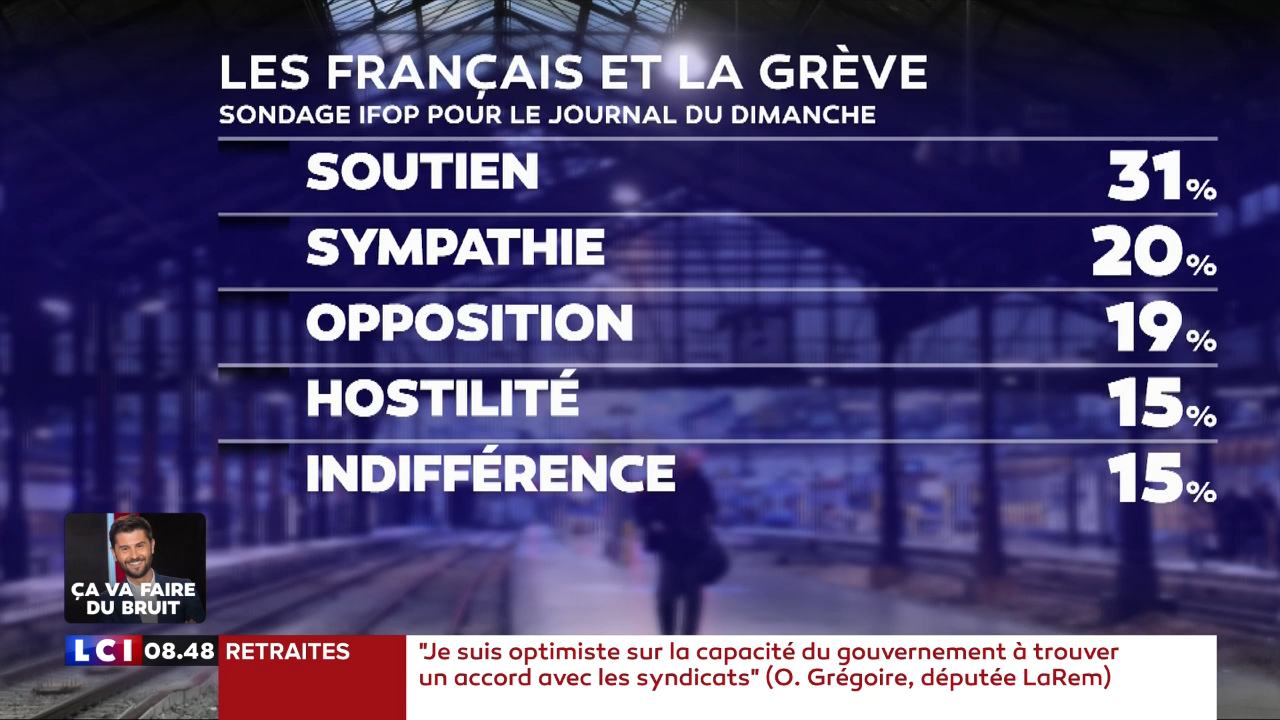 LES FRANÇAIS ET LA GRÈVE
SONDAGE IFOP POUR LE JOURNAL DU DIMANCHE
SOUTIEN 31%
SYMPATHIE 20%
OPPOSITION 19%
HOSTILITÉ 15%
INDIFFÉRENCE 15%
ÇA VA FAIRE
DU BRUIT
LCI 08.48 RETRAITES
"Je suis optimiste sur la capacité du gouvernement à trouver
un accord avec les syndicats" (O. Grégoire, députée LaRem)